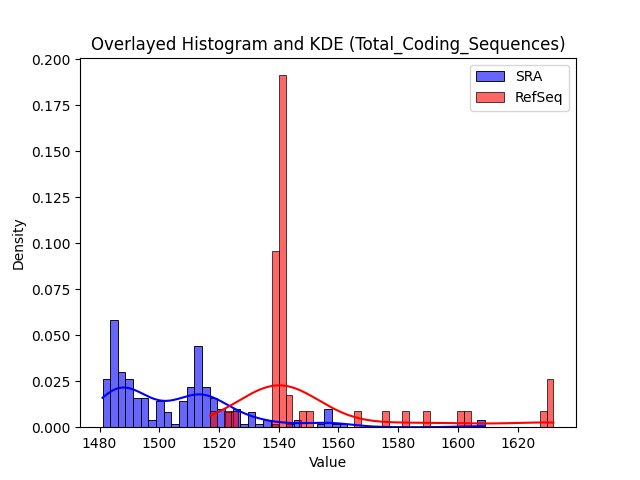 Overlayed Histogram and KDE (Total_Coding_Sequences)
SRA
RefSeq
0.200
0.175
0.150
0.125
0.100
0.075
0.050
0.025
0.000
Density
1480 1500 1520 1540 1560 1580 1600 1620
Value